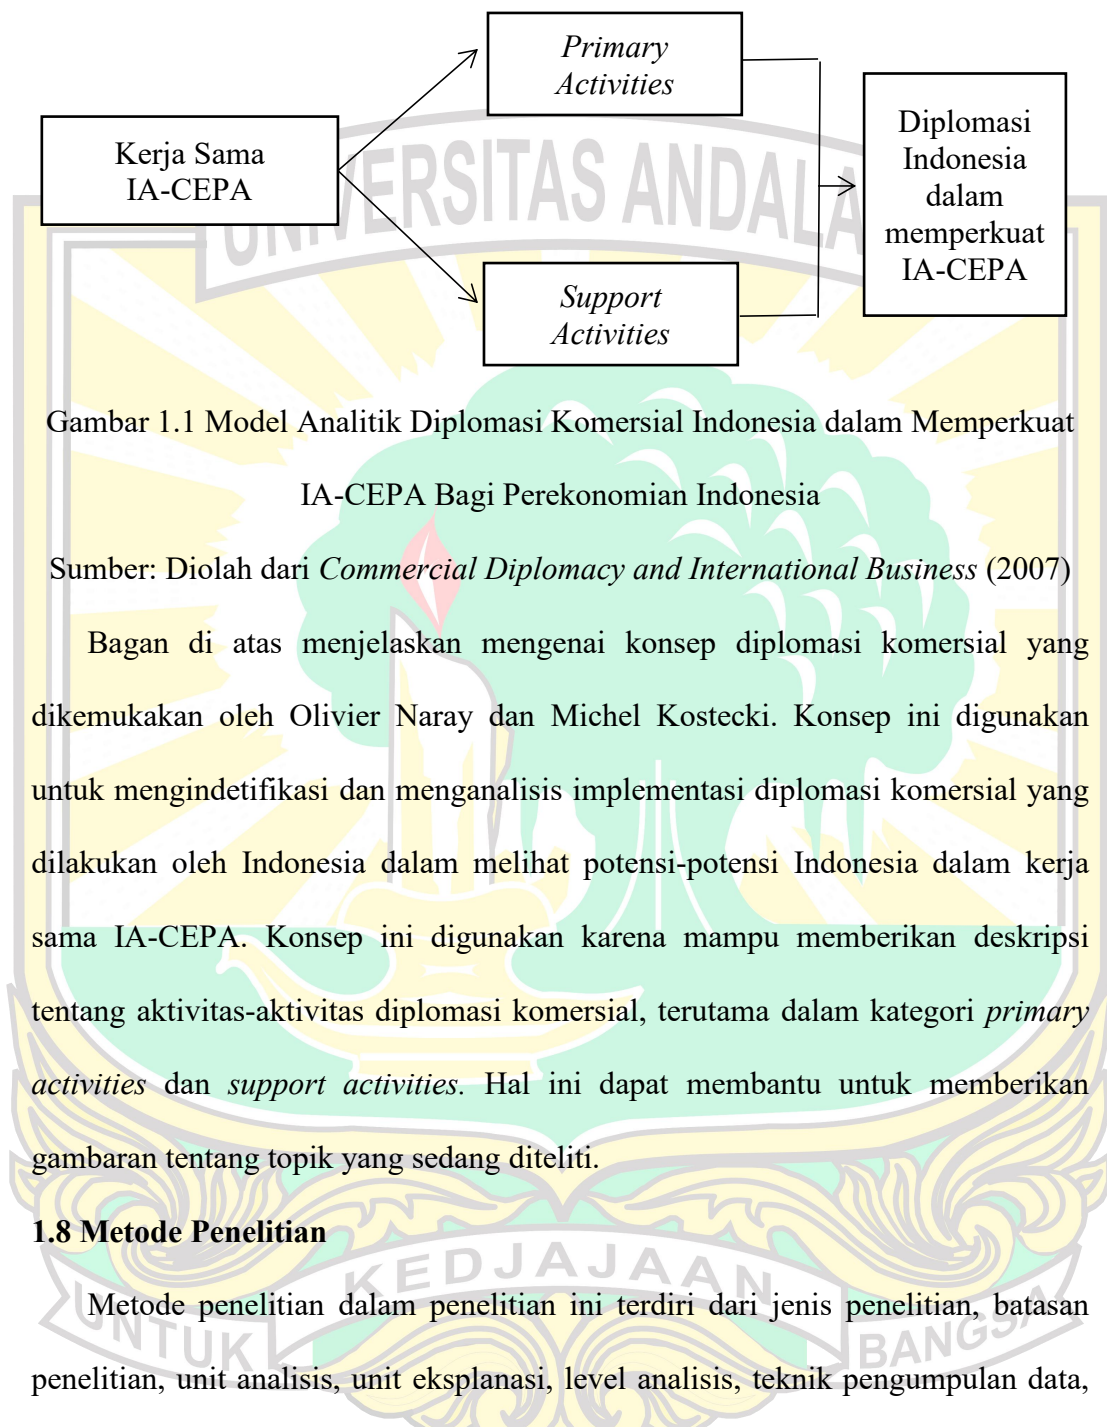 Primary
Activities
Kerja Sama
IA-CEPA
Diplomasi
Indonesia
dalam
memperkuat
IA-CEPA
Support
Activities
UNIVERSITAS ANDALA
Gambar 1.1 Model Analitik Diplomasi Komersial Indonesia dalam Memperkuat
IA-CEPA Bagi Perekonomian Indonesia
Sumber: Diolah dari Commercial Diplomacy and International Business (2007)
Bagan di atas menjelaskan mengenai konsep diplomasi komersial yang
dikemukakan oleh Olivier Naray dan Michel Kostecki. Konsep ini digunakan
untuk mengindetifikasi dan menganalisis implementasi diplomasi komersial yang
dilakukan oleh Indonesia dalam melihat potensi-potensi Indonesia dalam kerja
sama IA-CEPA. Konsep ini digunakan karena mampu memberikan deskripsi
tentang aktivitas-aktivitas diplomasi komersial, terutama dalam kategori primary
activities dan support activities. Hal ini dapat membantu untuk memberikan
gambaran tentang topik yang sedang diteliti.
1.8 Metode Penelitian
Metode penelitian dalam penelitian ini terdiri dari jenis penelitian, batasan
penelitian, unit analisis, unit eksplanasi, level analisis, teknik pengumpulan data,
UNTUK KEDJAJAAN BANGSA